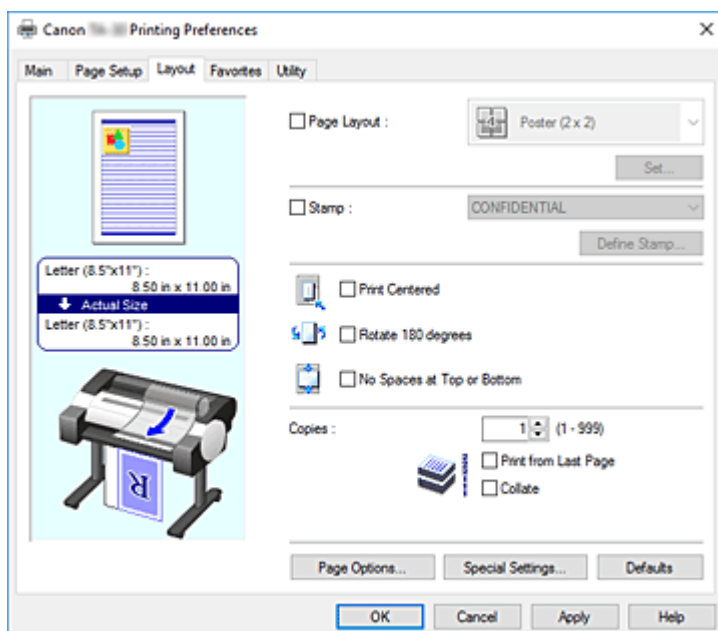 Canon Printing Preferences
Main Page Setup Layout Favorites Utility
Page Layout : 4 Poster (2 x 2)
Set...
Stamp : CONFIDENTIAL
Define Stamp...
Letter (8.5"x11") :
8.50 in x 11.00 in
Actual Size
Letter (8.5"x11") :
8.50 in x 11.00 in
R
Print Centered
Rotate 180 degrees
No Spaces at Top or Bottom
Copies : 1 (1 - 999)
Print from Last Page
Collate
Page Options... Special Settings... Defaults
OK Cancel Apply Help